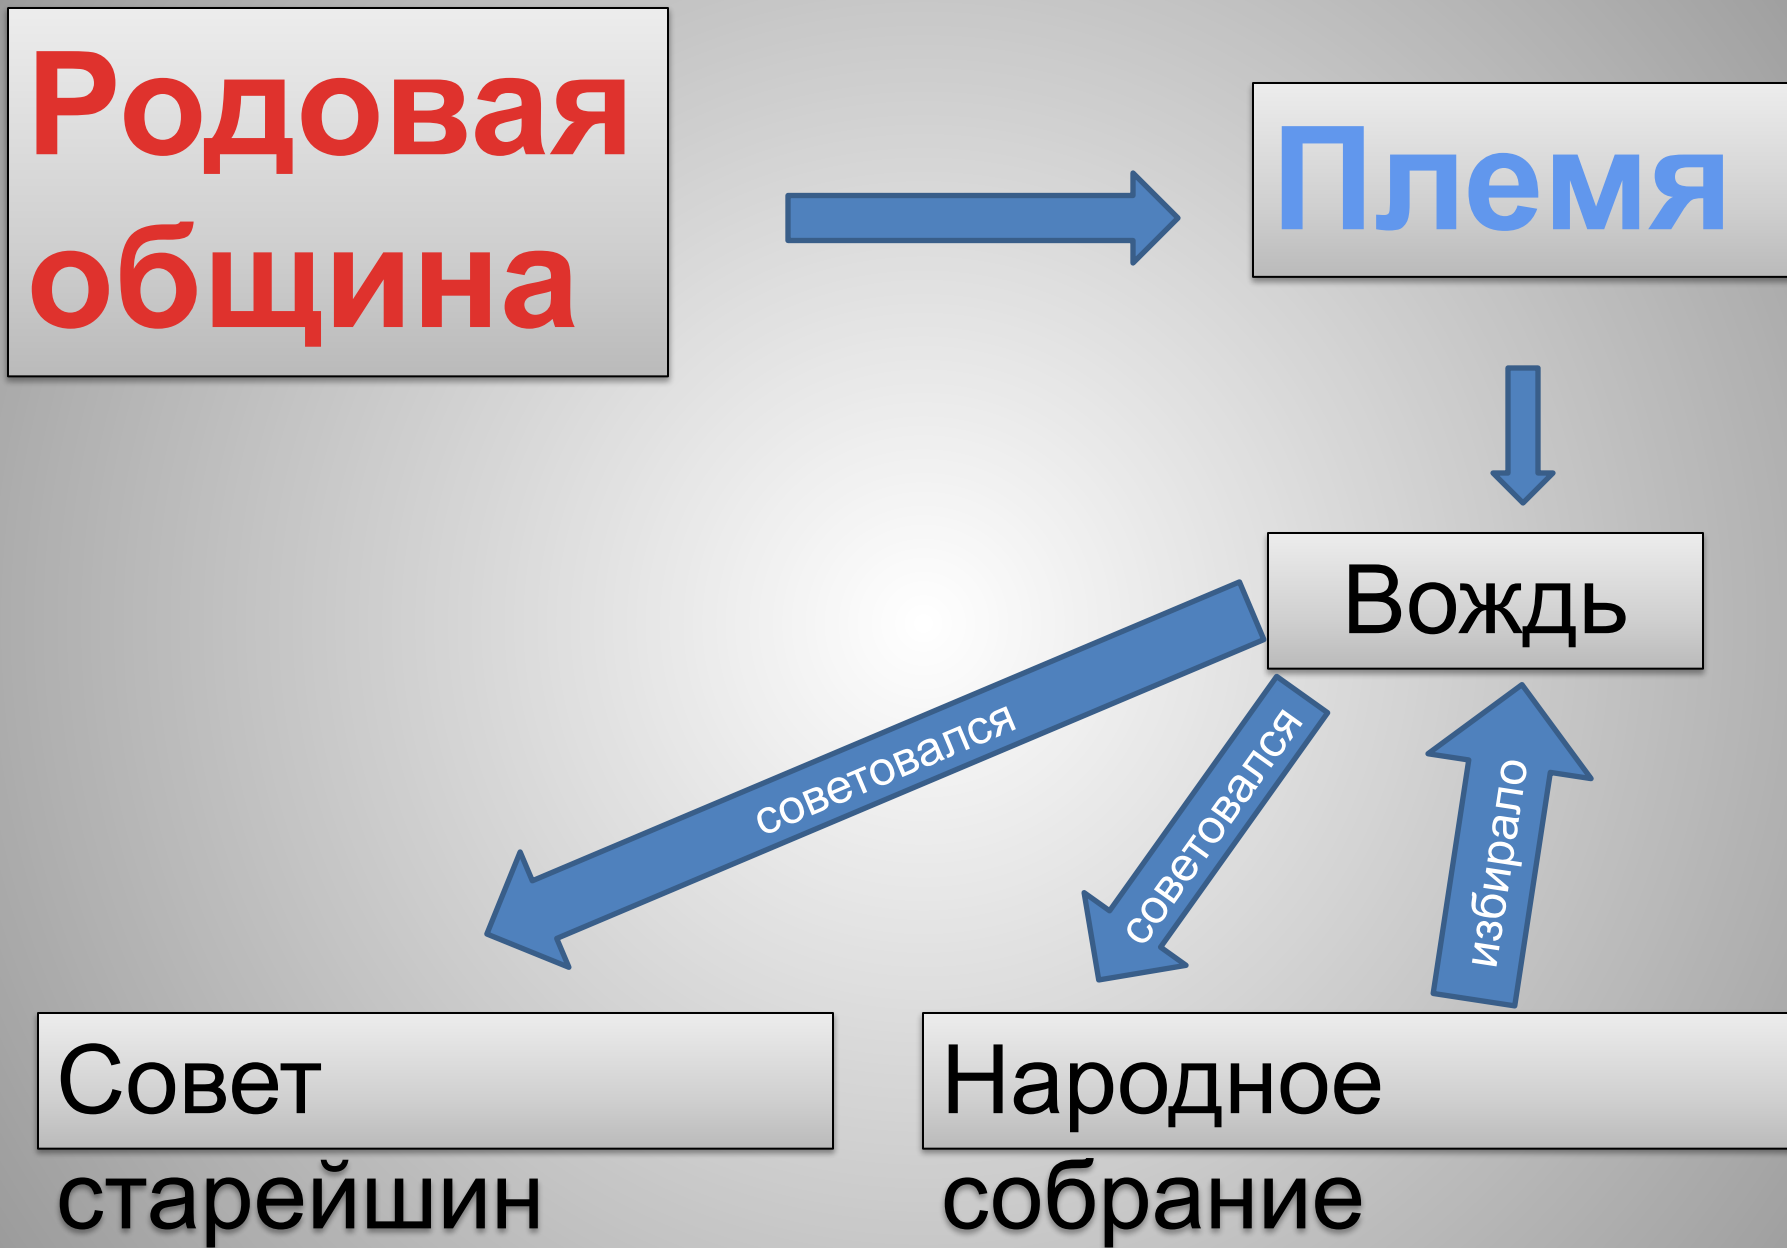 Родовая
община
Племя
Вождь
советовался
советовался
избирало
Совет
старейшин
Народное
собрание